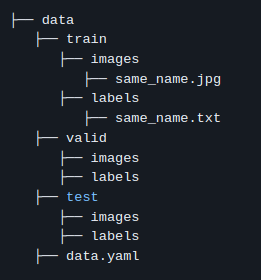 ├── data
    ├── train
        ├── images
            ├── same_name.jpg
        ├── labels
            ├── same_name.txt
    ├── valid
        ├── images
        ├── labels
    ├── test
        ├── images
        ├── labels
    ├── data.yaml